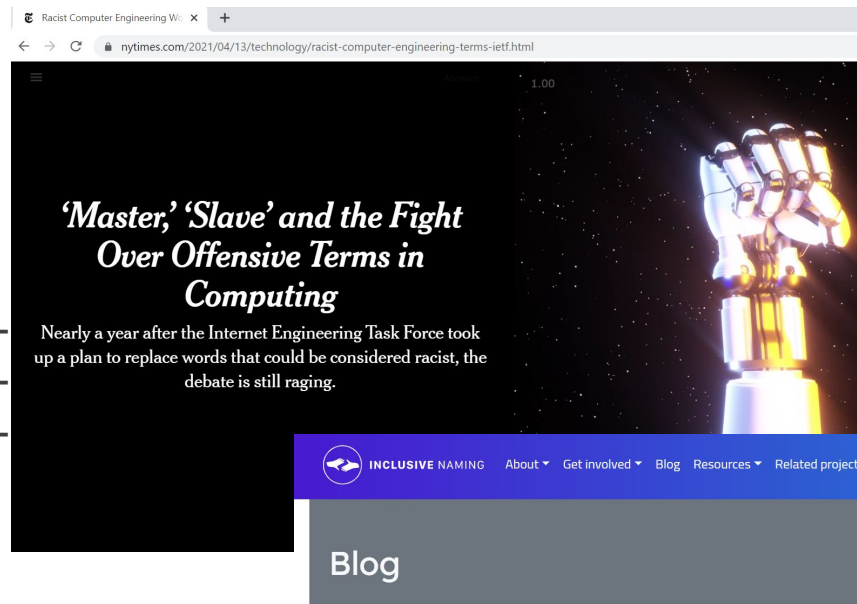 Racist Computer Engineering Wo
nytimes.com/2021/04/13/technology/racist-computer-engineering-terms-ietf.html
Account
1.00
‘Master,’ ‘Slave’ and the Fight
Over Offensive Terms in
Computing
Nearly a year after the Internet Engineering Task Force took
up a plan to replace words that could be considered racist, the
debate is still raging.
INCLUSIVE NAMING About Get involved Blog Resources Related project
Blog